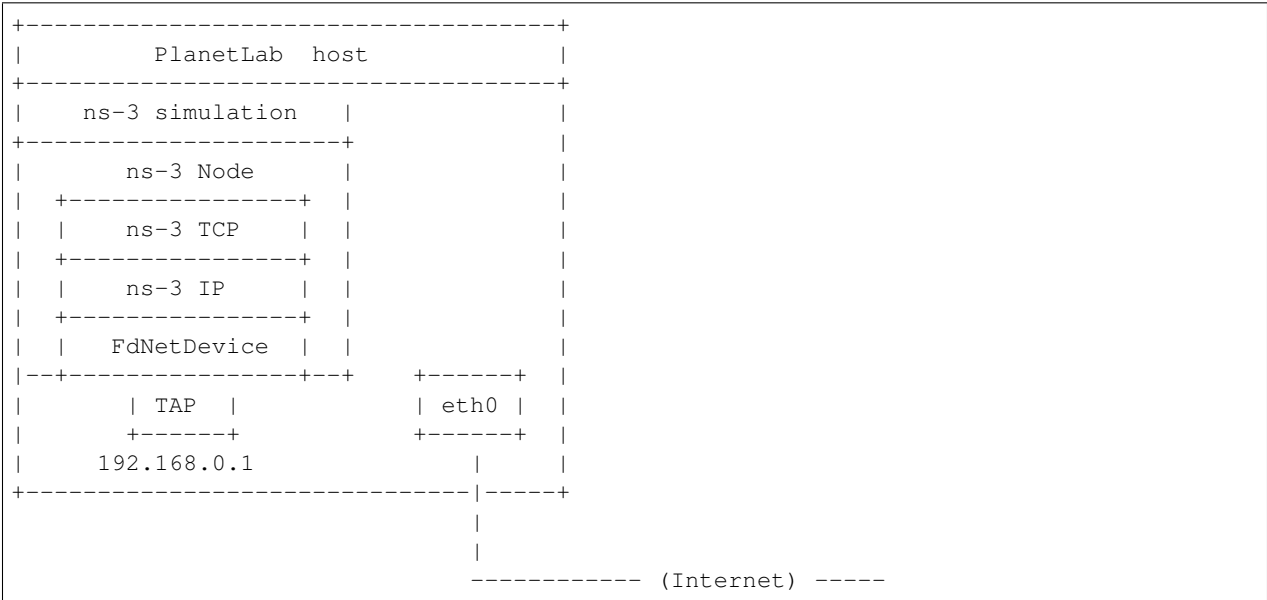 +-------------------------------------+
|         PlanetLab  host             |
+-------------------------------------+
|    ns-3 simulation   |              |
+----------------------+              |
|       ns-3 Node      |              |
|  +----------------+  |              |
|  |    ns-3 TCP    |  |              |
|  +----------------+  |              |
|  |    ns-3 IP     |  |              |
|  +----------------+  |              |
|  |   FdNetDevice  |  |              |
|--+----------------+--+    +------+  |
|       | TAP  |            | eth0 |  |
|       +------+            +------+  |
|     192.168.0.1               |     |
+-------------------------------|-----+
                                |
                                |
                                ------------ (Internet) -----